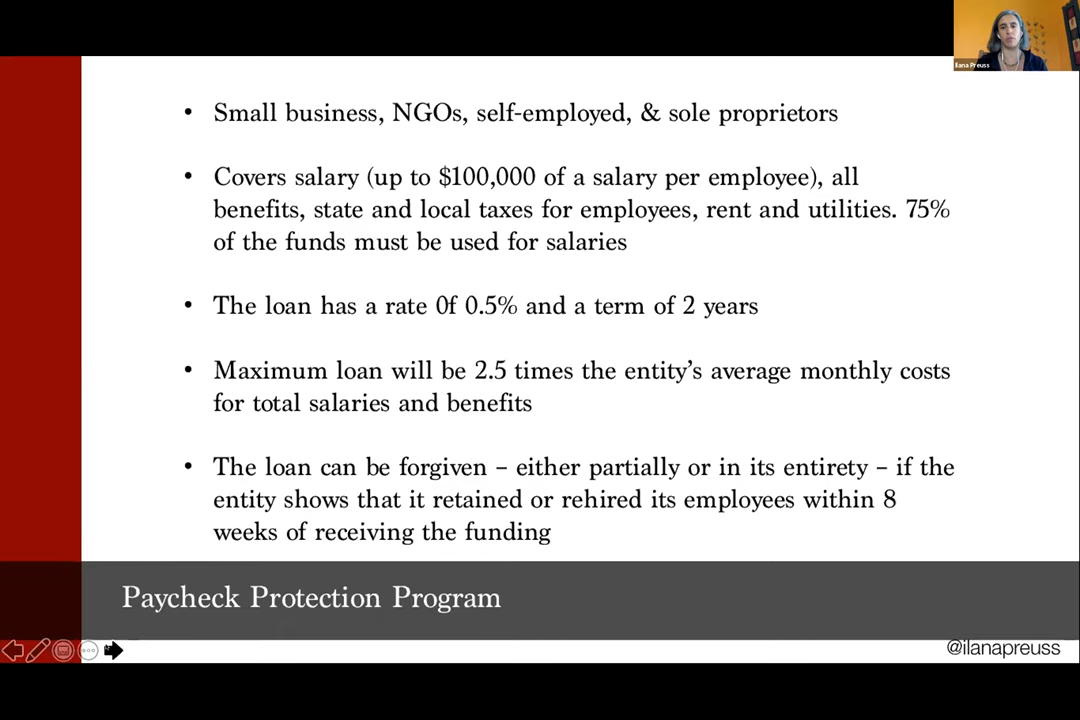 Ilana Preuss
• Small business, NGOs, self-employed, & sole proprietors
• Covers salary (up to $100,000 of a salary per employee), all
benefits, state and local taxes for employees, rent and utilities. 75%
of the funds must be used for salaries
• The loan has a rate 0f 0.5% and a term of 2 years
• Maximum loan will be 2.5 times the entity’s average monthly costs
for total salaries and benefits
• The loan can be forgiven – either partially or in its entirety – if the
entity shows that it retained or rehired its employees within 8
weeks of receiving the funding
Paycheck Protection Program
@ilanapreuss